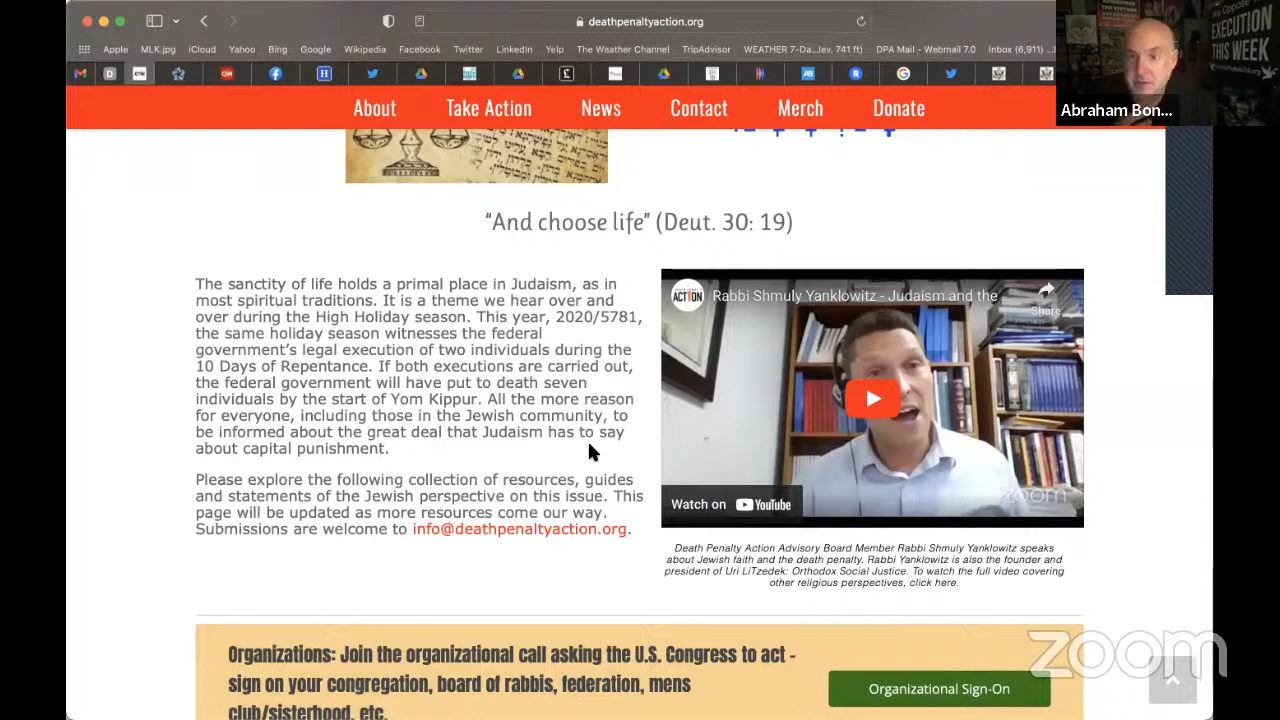 deathpenaltyaction.org
Apple MLK.jpg iCloud Yahoo Bing Google Wikipedia Facebook Twitter LinkedIn Yelp The Weather Channel TripAdvisor WEATHER 7-Da...lev. 741 ft) DPA Mail - Webmail 7.0 Inbox (6,911)
EXECUTION
THIS WEEK
Abraham Bon...
About Take Action News Contact Merch Donate
“And choose life” (Deut. 30: 19)
The sanctity of life holds a primal place in Judaism, as in
most spiritual traditions. It is a theme we hear over and
over during the High Holiday season. This year, 2020/5781,
the same holiday season witnesses the federal
government’s legal execution of two individuals during the
10 Days of Repentance. If both executions are carried out,
the federal government will have put to death seven
individuals by the start of Yom Kippur. All the more reason
for everyone, including those in the Jewish community, to
be informed about the great deal that Judaism has to say
about capital punishment.
Please explore the following collection of resources, guides
and statements of the Jewish perspective on this issue. This
page will be updated as more resources come our way.
Submissions are welcome to info@deathpenaltyaction.org.
ACTION
Rabbi Shmuly Yanklowitz - Judaism and the ...
Share
zoom
Watch on YouTube
Death Penalty Action Advisory Board Member Rabbi Shmuly Yanklowitz speaks
about Jewish faith and the death penalty. Rabbi Yanklowitz is also the founder and
president of Uri LiTzedek: Orthodox Social Justice. To watch the full video covering
other religious perspectives, click here.
Organizations: Join the organizational call asking the U.S. Congress to act -
sign on your congregation, board of rabbis, federation, mens
club/sisterhood, etc.
Organizational Sign-On
zoom